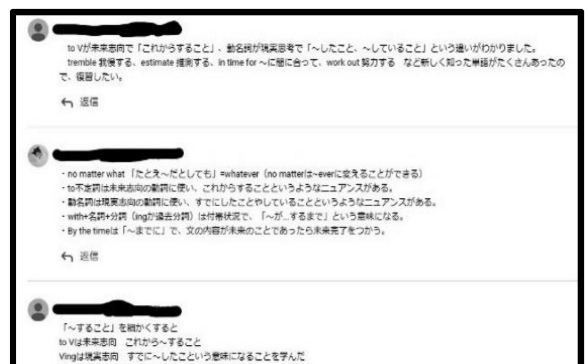 to Vが未来志向で「これからすること」、動名詞が現実思考で「～したこと、～していること」という違いがわかりました。
tremble 我慢する、estimate 推測する、in time for ～に間に合って、work out 努力する など新しく知った単語がたくさんあったの
で、復習したい。
返信
・no matter what 「たとえ～だとしても」=whatever（no matterは~everに変えることができる）
・to不定詞は未来志向の動詞に使い、これからすることというようなニュアンスがある。
・動名詞は現実志向の動詞に使い、すでにしたことやしていることというようなニュアンスがある。
・with+名詞+分詞（ingか過去分詞）は付帯状況で、「～が…するまで」という意味になる。
・By the timeは「～までに」で、文の内容が未来のことであったら未来完了をつかう。
返信
「～すること」を細かくすると
to Vは未来志向 これから～すること
Vingは現実志向 すでに～したこという意味になることを学んだ